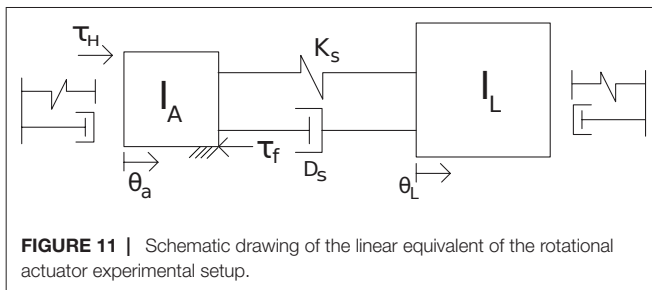 τH
Ks
IA
IL
τf
Ds
θa
θL
FIGURE 11 | Schematic drawing of the linear equivalent of the rotational
actuator experimental setup.